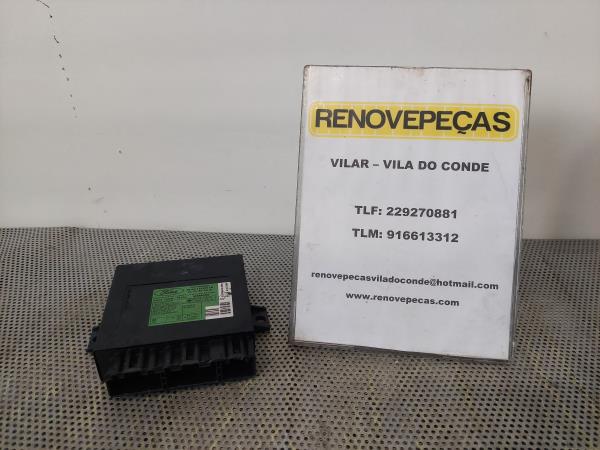 RENOVEPEÇAS
VILAR – VILA DO CONDE
TLF: 229270881
TLM: 916613312
renovepecasviladoconde@hotmail.com
www.renovepecas.com